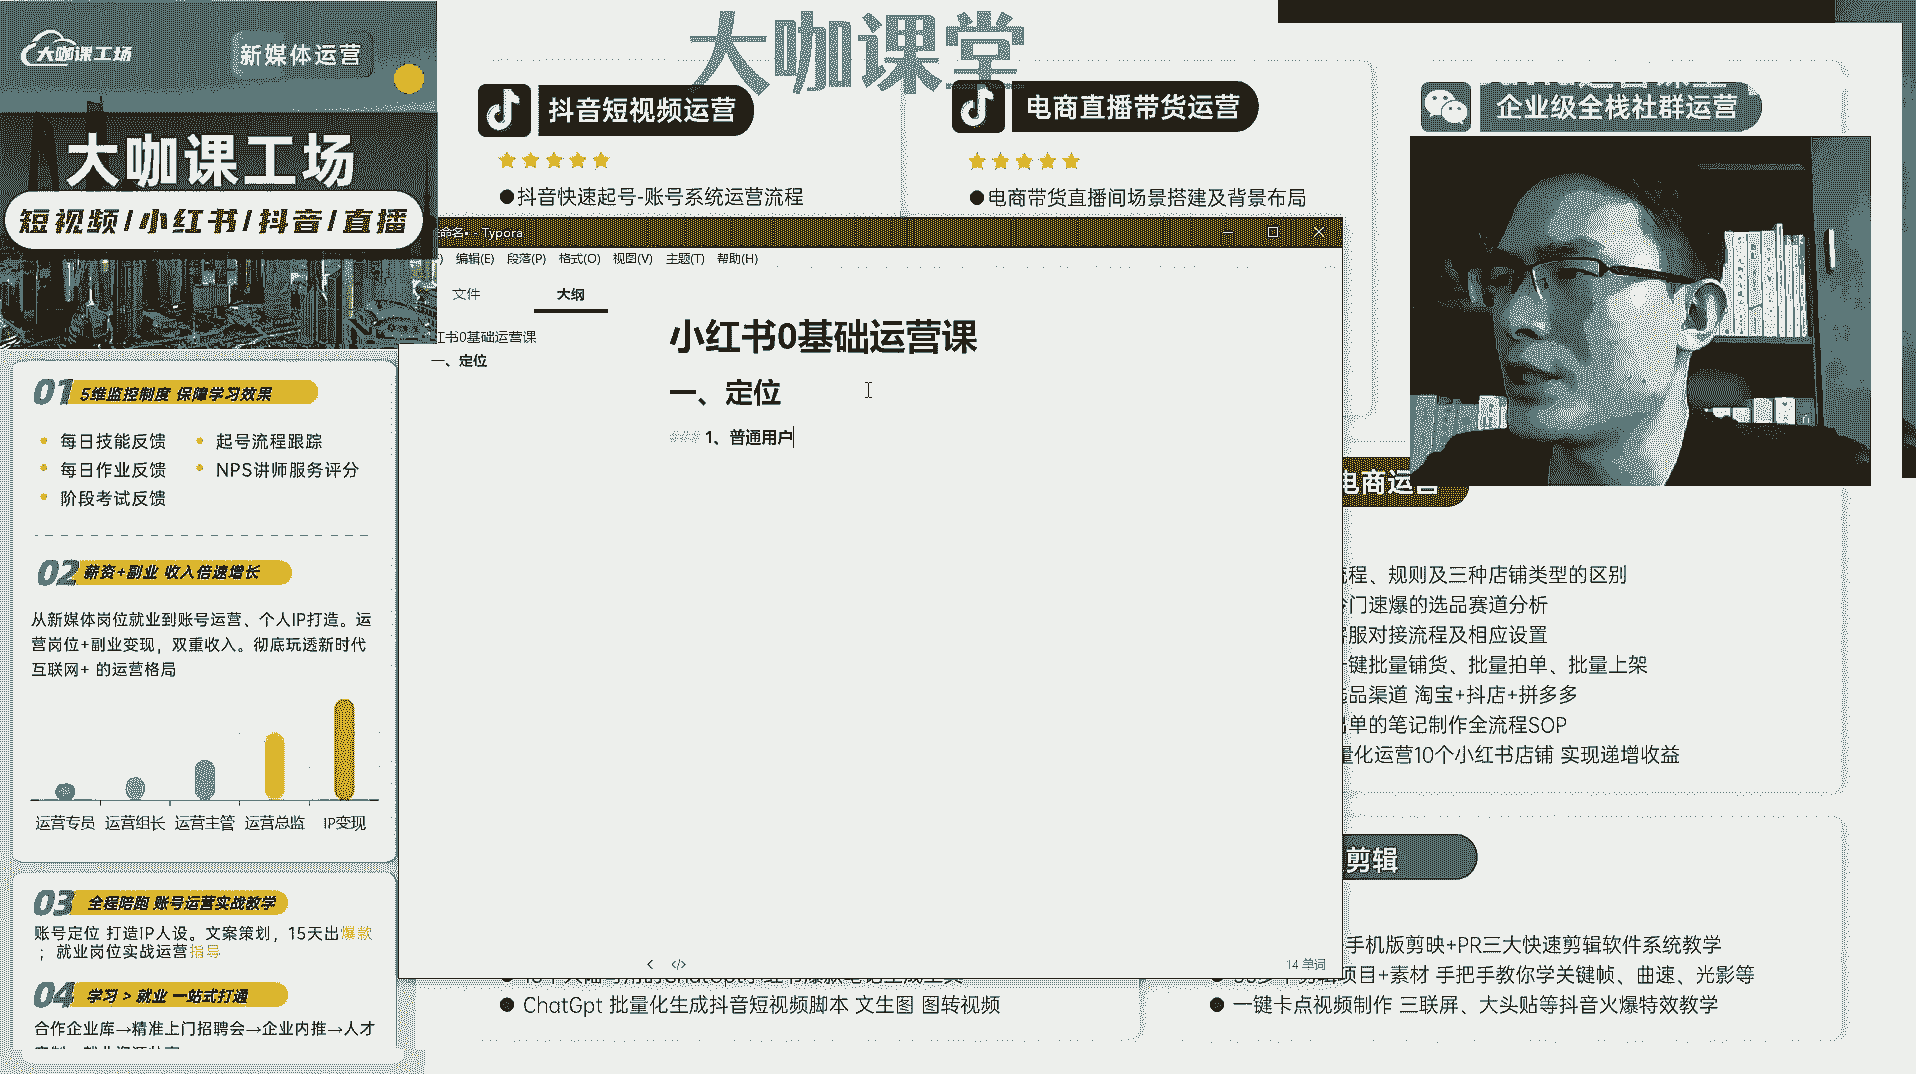 大咖课工场
新媒体运营
大咖课工场
短视频/小红书/抖音/直播
01 5维监控制度 保障学习效果
每日技能反馈
起号流程跟踪
每日作业反馈
NPS讲师服务评分
阶段考试反馈
02 薪资+副业 收入倍速增长
从新媒体岗位就业到账号运营、个人IP打造。运
营岗位+副业变现，双重收入。彻底玩透新时代
互联网+ 的运营格局
运营专员 运营组长 运营主管 运营总监 IP变现
03 全程陪跑 账号运营实战教学
账号定位 打造IP人设。文案策划，15天出爆款
；就业岗位实战运营指导
04 学习 > 就业 一站式打通
合作企业库→精准上门招聘会→企业内推→人才
大咖课堂
抖音短视频运营
●抖音快速起号-账号系统运营流程
电商直播带货运营
●电商带货直播间场景搭建及背景布局
企业级全栈社群运营
命名• - Typora
) 编辑(E) 段落(P) 格式(O) 视图(V) 主题(T) 帮助(H)
文件 大纲
红书0基础运营课
一、定位
小红书0基础运营课
一、定位
### 1、普通用户
14 单词
电商运营
流程、规则及三种店铺类型的区别
冷门速爆的选品赛道分析
客服对接流程及相应设置
一键批量铺货、批量拍单、批量上架
选品渠道 淘宝+抖店+拼多多
出单的笔记制作全流程SOP
量化运营10个小红书店铺 实现递增收益
剪辑
手机版剪映+PR三大快速剪辑软件系统教学
项目+素材 手把手教你学关键帧、曲速、光影等
● 一键卡点视频制作 三联屏、大头贴等抖音火爆特效教学
● ChatGpt 批量化生成抖音短视频脚本 文生图 图转视频